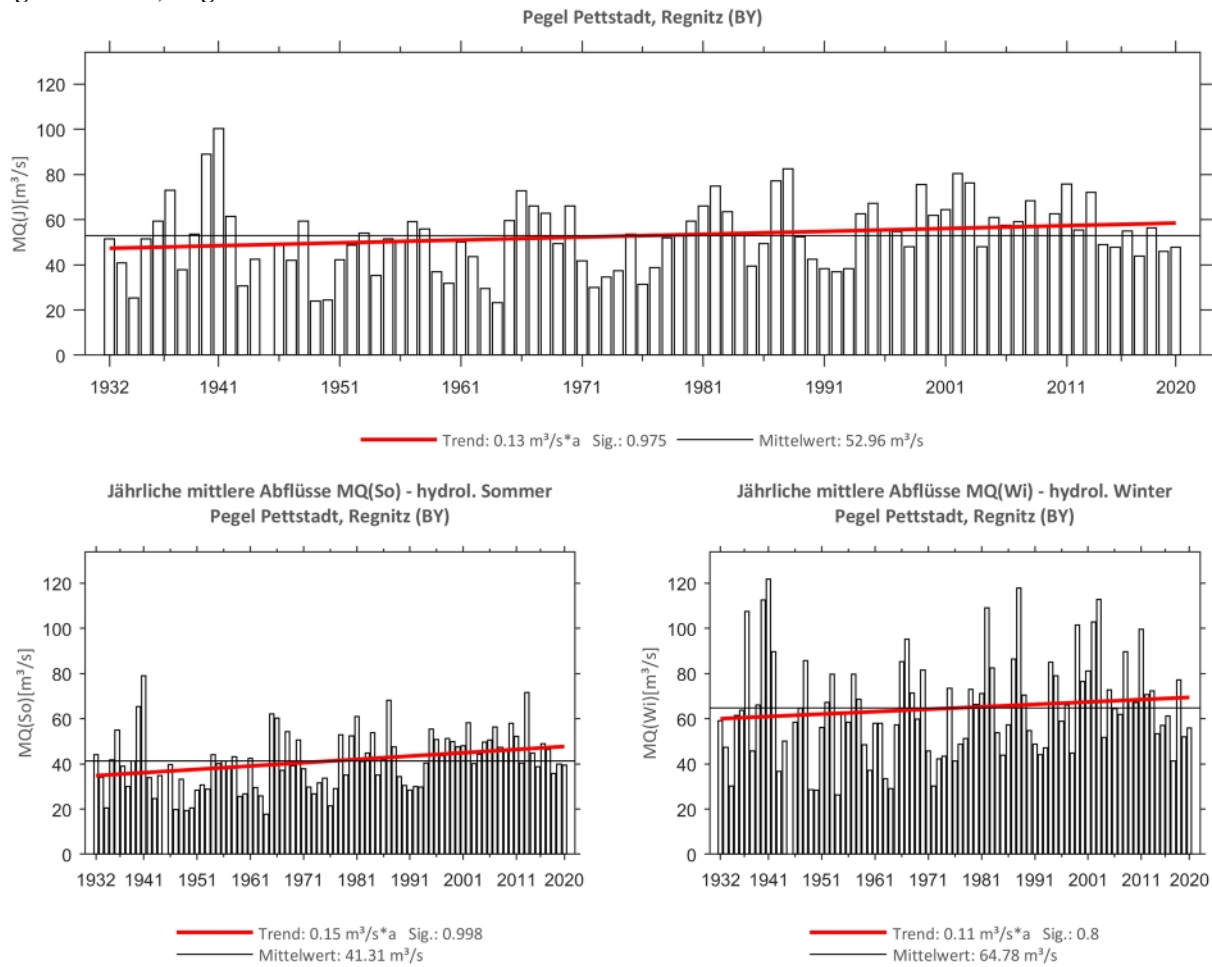 Pegel Pettstadt, Regnitz (BY)
MQ(J)[m³/s]
120
100
80
60
40
20
0
1932 1941 1951 1961 1971 1981 1991 2001 2011 2020
Trend: 0.13 m³/s*a Sig.: 0.975 Mittelwert: 52.96 m³/s
Jährliche mittlere Abflüsse MQ(So) - hydrol. Sommer
Pegel Pettstadt, Regnitz (BY)
MQ(So)[m³/s]
120
100
80
60
40
20
0
1932 1941 1951 1961 1971 1981 1991 2001 2011 2020
Trend: 0.15 m³/s*a Sig.: 0.998
Mittelwert: 41.31 m³/s
Jährliche mittlere Abflüsse MQ(Wi) - hydrol. Winter
Pegel Pettstadt, Regnitz (BY)
MQ(Wi)[m³/s]
120
100
80
60
40
20
0
1932 1941 1951 1961 1971 1981 1991 2001 2011 2020
Trend: 0.11 m³/s*a Sig.: 0.8
Mittelwert: 64.78 m³/s